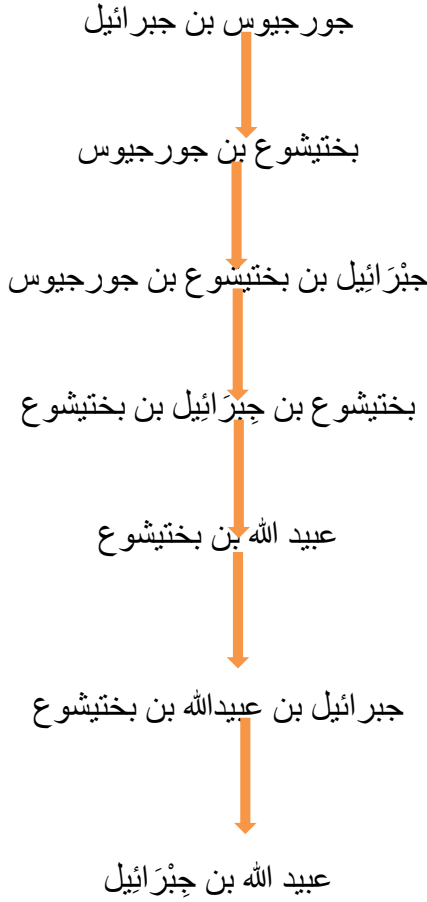 جورجيوس بن جبرائيل
بختيشوع بن جورجيوس
جبْرَائِيل بن بختيشوع بن جورجيوس
بختيشوع بن جِبرَائِيل بن بختيشوع
عبيد الله بن بختيشوع
جبرائيل بن عبيدالله بن بختيشوع
عبيد الله بن جِبْرَائِيل